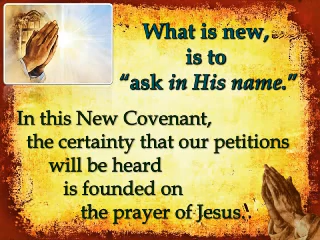 What is new,
is to
“ask in His name.”
In this New Covenant,
the certainty that our petitions
will be heard
is founded on
the prayer of Jesus.